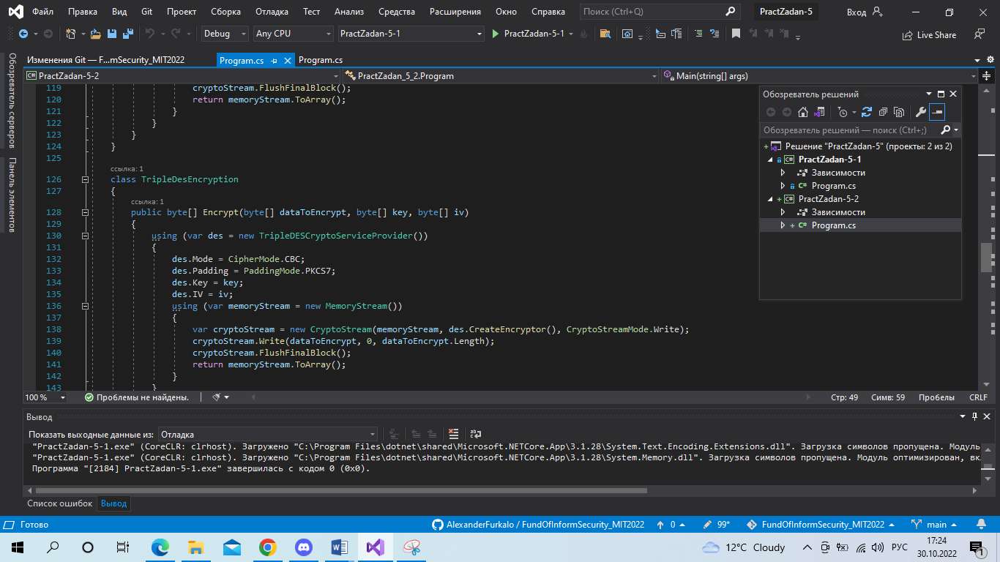 Файл Правка Вид Git Проект Сборка Отладка Тест Анализ Средства Расширения Окно Справка Поиск (Ctrl+Q) PractZadan-5 Вход
Debug Any CPU PractZadan-5-1 PractZadan-5-1 Live Share
Обозреватель серверов
Панель элементов
Изменения Git — F...mSecurity_MIT2022 Program.cs Program.cs
C# PractZadan-5-2 PractZadan_5_2.Program Main(string[] args)
119 cryptoStream.FlushFinalBlock();
120 return memoryStream.ToArray();
121 }
122 }
123 }
124 }
125
ссылка: 1
126 class TripleDesEncryption
127 {
ссылка: 1
128 public byte[] Encrypt(byte[] dataToEncrypt, byte[] key, byte[] iv)
129 {
130 using (var des = new TripleDESCryptoServiceProvider())
131 {
132 des.Mode = CipherMode.CBC;
133 des.Padding = PaddingMode.PKCS7;
134 des.Key = key;
135 des.IV = iv;
136 using (var memoryStream = new MemoryStream())
137 {
138 var cryptoStream = new CryptoStream(memoryStream, des.CreateEncryptor(), CryptoStreamMode.Write);
139 cryptoStream.Write(dataToEncrypt, 0, dataToEncrypt.Length);
140 cryptoStream.FlushFinalBlock();
141 return memoryStream.ToArray();
142 }
143 }
Обозреватель решений
Обозреватель решений — поиск (Ctrl+;)
Решение "PractZadan-5" (проекты: 2 из 2)
C# PractZadan-5-1
Зависимости
C# Program.cs
C# PractZadan-5-2
Зависимости
C# Program.cs
100 % Проблемы не найдены. Стр: 49 Симв: 59 Пробелы CRLF
Вывод
Показать выходные данные из: Отладка
"PractZadan-5-1.exe" (CoreCLR: clrhost). Загружено "C:\Program Files\dotnet\shared\Microsoft.NETCore.App\3.1.28\System.Text.Encoding.Extensions.dll". Загрузка символов пропущена. Модуль
"PractZadan-5-1.exe" (CoreCLR: clrhost). Загружено "C:\Program Files\dotnet\shared\Microsoft.NETCore.App\3.1.28\System.Memory.dll". Загрузка символов пропущена. Модуль оптимизирован, вкл
Программа "[2184] PractZadan-5-1.exe" завершилась с кодом 0 (0x0).
Список ошибок Вывод
Готово AlexanderFurkalo / FundOfInformSecurity_MIT2022 0 99* FundOfInformSecurity_MIT2022 main
12°C Cloudy РУС 17:24
30.10.2022 1